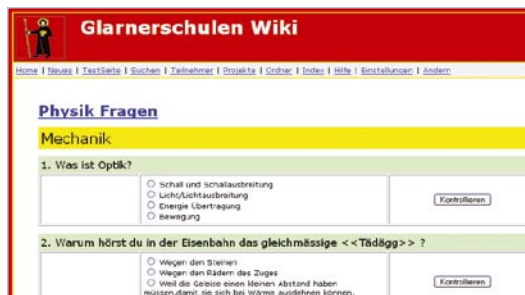 Glarnerschulen Wiki
Home | Neues | TestSeite | Suchen | Teilnehmer | Projekte | Ordner | Index | Hilfe | Einstellungen | Ändern
Physik Fragen
Mechanik
1. Was ist Optik?
Schall und Schallausbreitung
Licht/Lichtausbreitung
Energie Übertragung
Bewegung
Kontrollieren
2. Warum hörst du in der Eisenbahn das gleichmässige <<Tädägg>> ?
Wegen den Steinen
Wegen den Rädern des Zuges
Weil die Geleise einen kleinen Abstand haben
müssen,damit sie sich bei Wärme ausdehnen können.
Kontrollieren